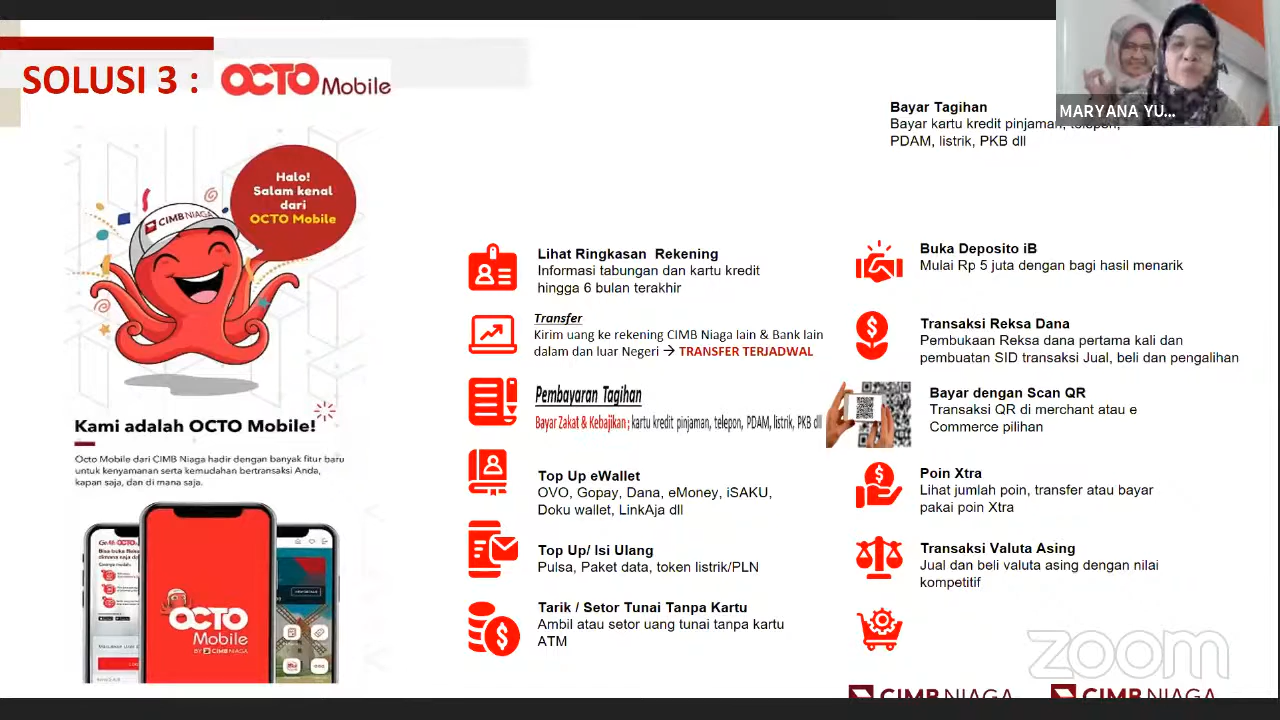 SOLUSI 3 :
OCTO Mobile
Halo!
Salam kenal
dari
OCTO Mobile
CIMB NIAGA
Kami adalah OCTO Mobile!
Octo Mobile dari CIMB Niaga hadir dengan banyak fitur baru
untuk kenyamanan serta kemudahan bertransaksi Anda,
kapan saja, dan di mana saja.
OCTO
Mobile
BY CIMB NIAGA
Lihat Ringkasan Rekening
Informasi tabungan dan kartu kredit
hingga 6 bulan terakhir
Transfer
Kirim uang ke rekening CIMB Niaga lain & Bank lain
dalam dan luar Negeri → TRANSFER TERJADWAL
Pembayaran Tagihan
Bayar Zakat & Kebajikan ; kartu kredit pinjaman, telepon, PDAM, listrik, PKB dll
Top Up eWallet
OVO, Gopay, Dana, eMoney, iSAKU,
Doku wallet, LinkAja dll
Top Up/ Isi Ulang
Pulsa, Paket data, token listrik/PLN
Tarik / Setor Tunai Tanpa Kartu
Ambil atau setor uang tunai tanpa kartu
ATM
Bayar Tagihan
Bayar kartu kredit pinjaman, telepon,
PDAM, listrik, PKB dll
Buka Deposito iB
Mulai Rp 5 juta dengan bagi hasil menarik
Transaksi Reksa Dana
Pembukaan Reksa dana pertama kali dan
pembuatan SID transaksi Jual, beli dan pengalihan
Bayar dengan Scan QR
Transaksi QR di merchant atau e
Commerce pilihan
Poin Xtra
Lihat jumlah poin, transfer atau bayar
pakai poin Xtra
Transaksi Valuta Asing
Jual dan beli valuta asing dengan nilai
kompetitif
MARYANA YU...
zoom
CIMB NIAGA
CIMB NIAGA